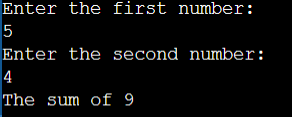 Enter the first number:
5
Enter the second number:
4
The sum of 9